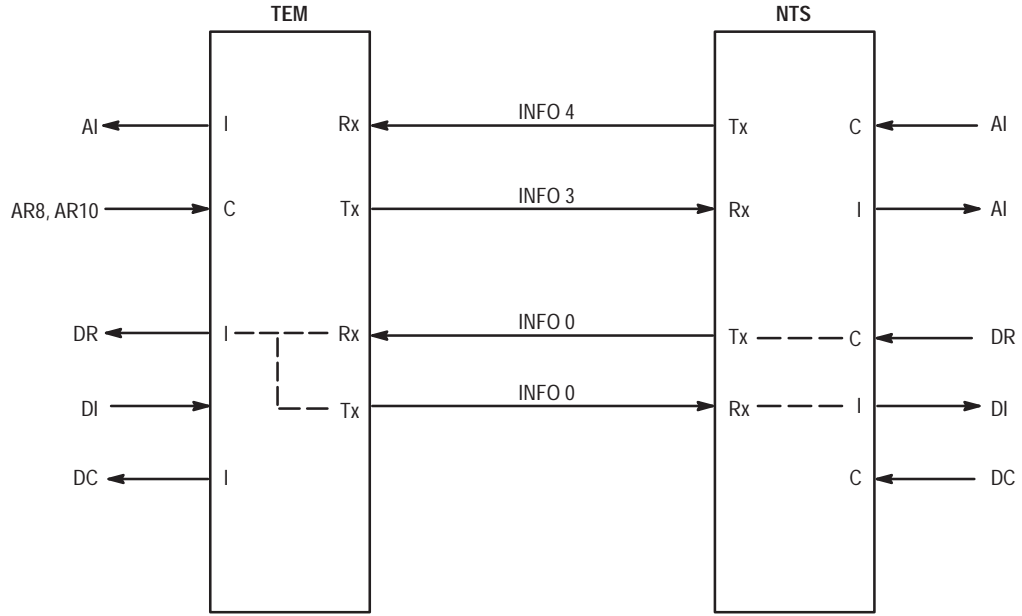 TEM NTS
AI I Rx INFO 4 Tx C AI
AR8, AR10 C Tx INFO 3 Rx I AI
DR I Rx INFO 0 Tx C DR
DI Tx INFO 0 Rx I DI
DC I C DC